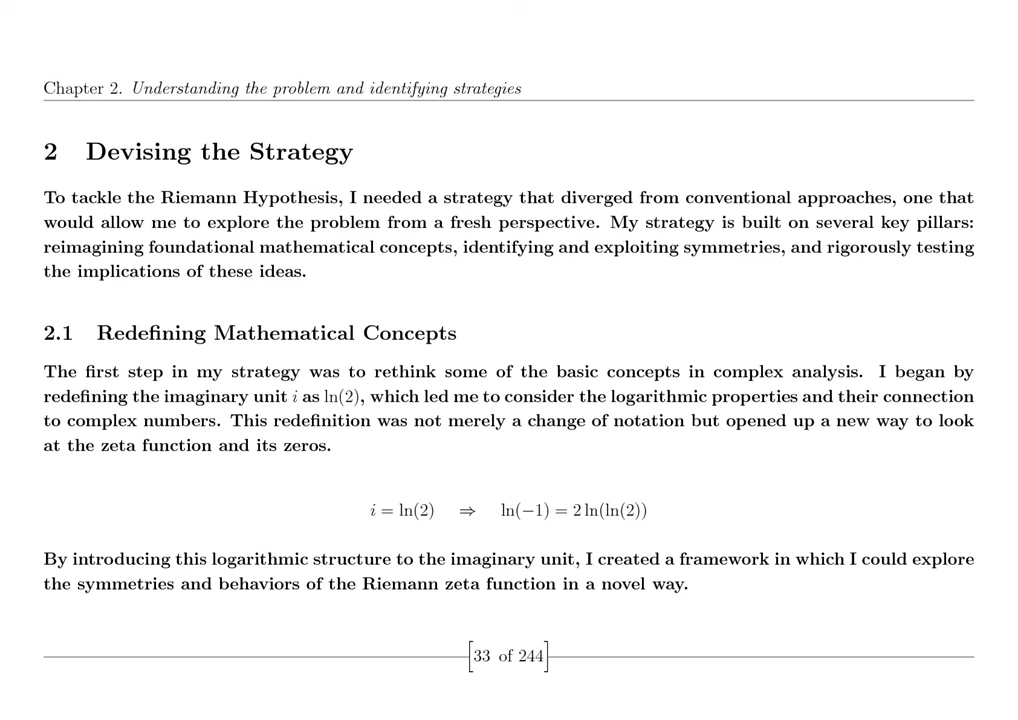 Chapter 2. Understanding the problem and identifying strategies
2 Devising the Strategy
To tackle the Riemann Hypothesis, I needed a strategy that diverged from conventional approaches, one that
would allow me to explore the problem from a fresh perspective. My strategy is built on several key pillars:
reimagining foundational mathematical concepts, identifying and exploiting symmetries, and rigorously testing
the implications of these ideas.
2.1 Redefining Mathematical Concepts
The first step in my strategy was to rethink some of the basic concepts in complex analysis. I began by
redefining the imaginary unit i as ln(2), which led me to consider the logarithmic properties and their connection
to complex numbers. This redefinition was not merely a change of notation but opened up a new way to look
at the zeta function and its zeros.
i = ln(2) ⇒ ln(−1) = 2 ln(ln(2))
By introducing this logarithmic structure to the imaginary unit, I created a framework in which I could explore
the symmetries and behaviors of the Riemann zeta function in a novel way.
[33 of 244]